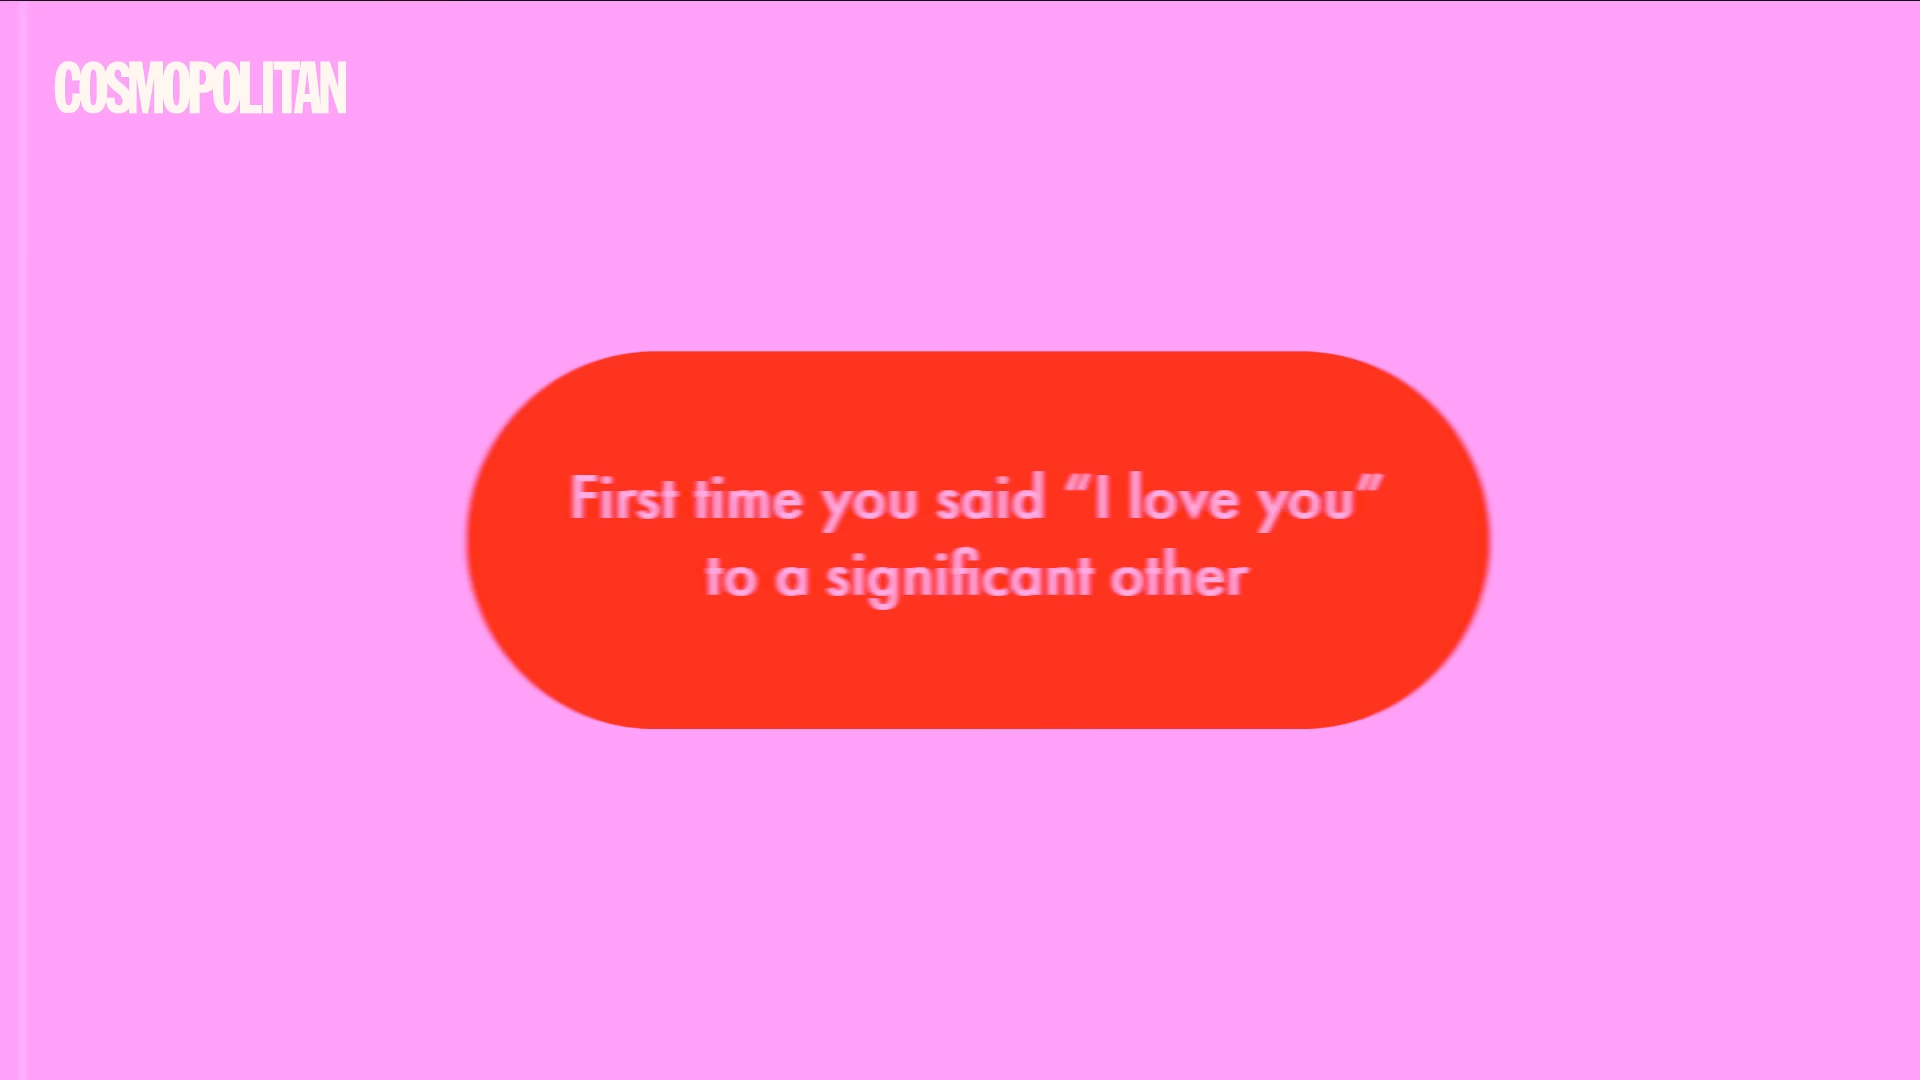 COSMOPOLITAN
First time you said “I love you”
to a significant other